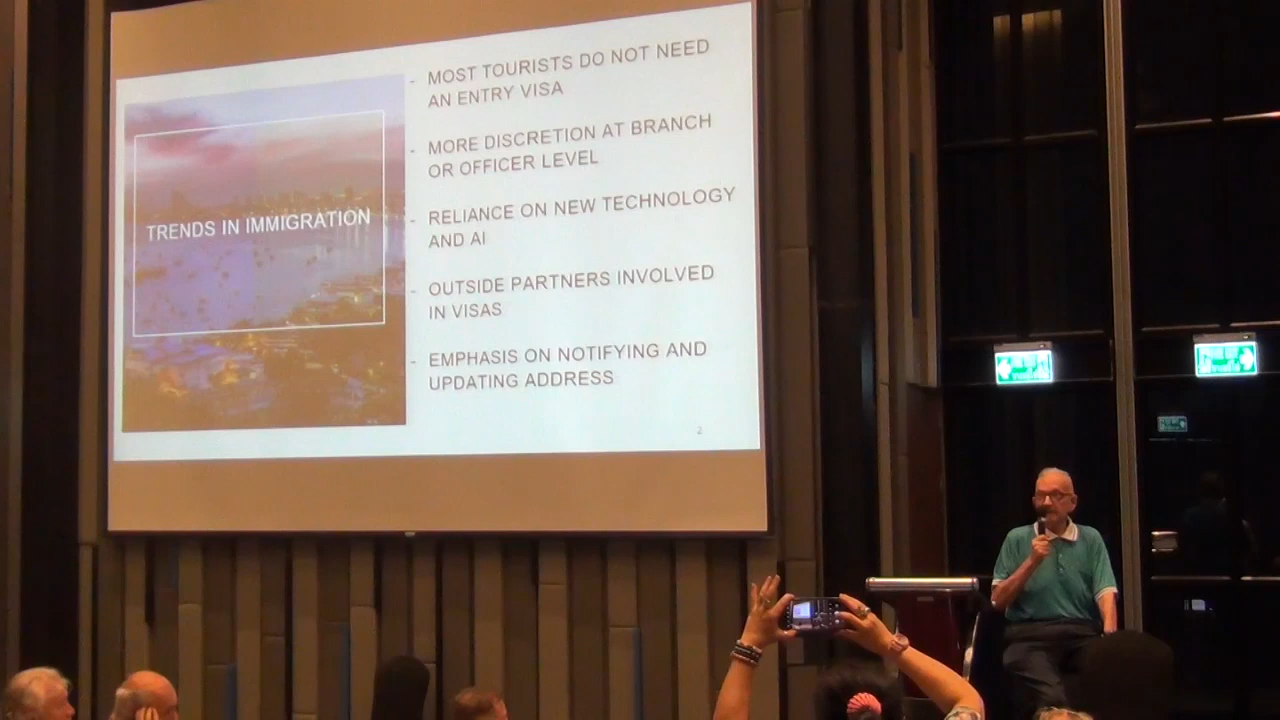 TRENDS IN IMMIGRATION
- MOST TOURISTS DO NOT NEED
AN ENTRY VISA
- MORE DISCRETION AT BRANCH
OR OFFICER LEVEL
- RELIANCE ON NEW TECHNOLOGY
AND AI
- OUTSIDE PARTNERS INVOLVED
IN VISAS
- EMPHASIS ON NOTIFYING AND
UPDATING ADDRESS
2